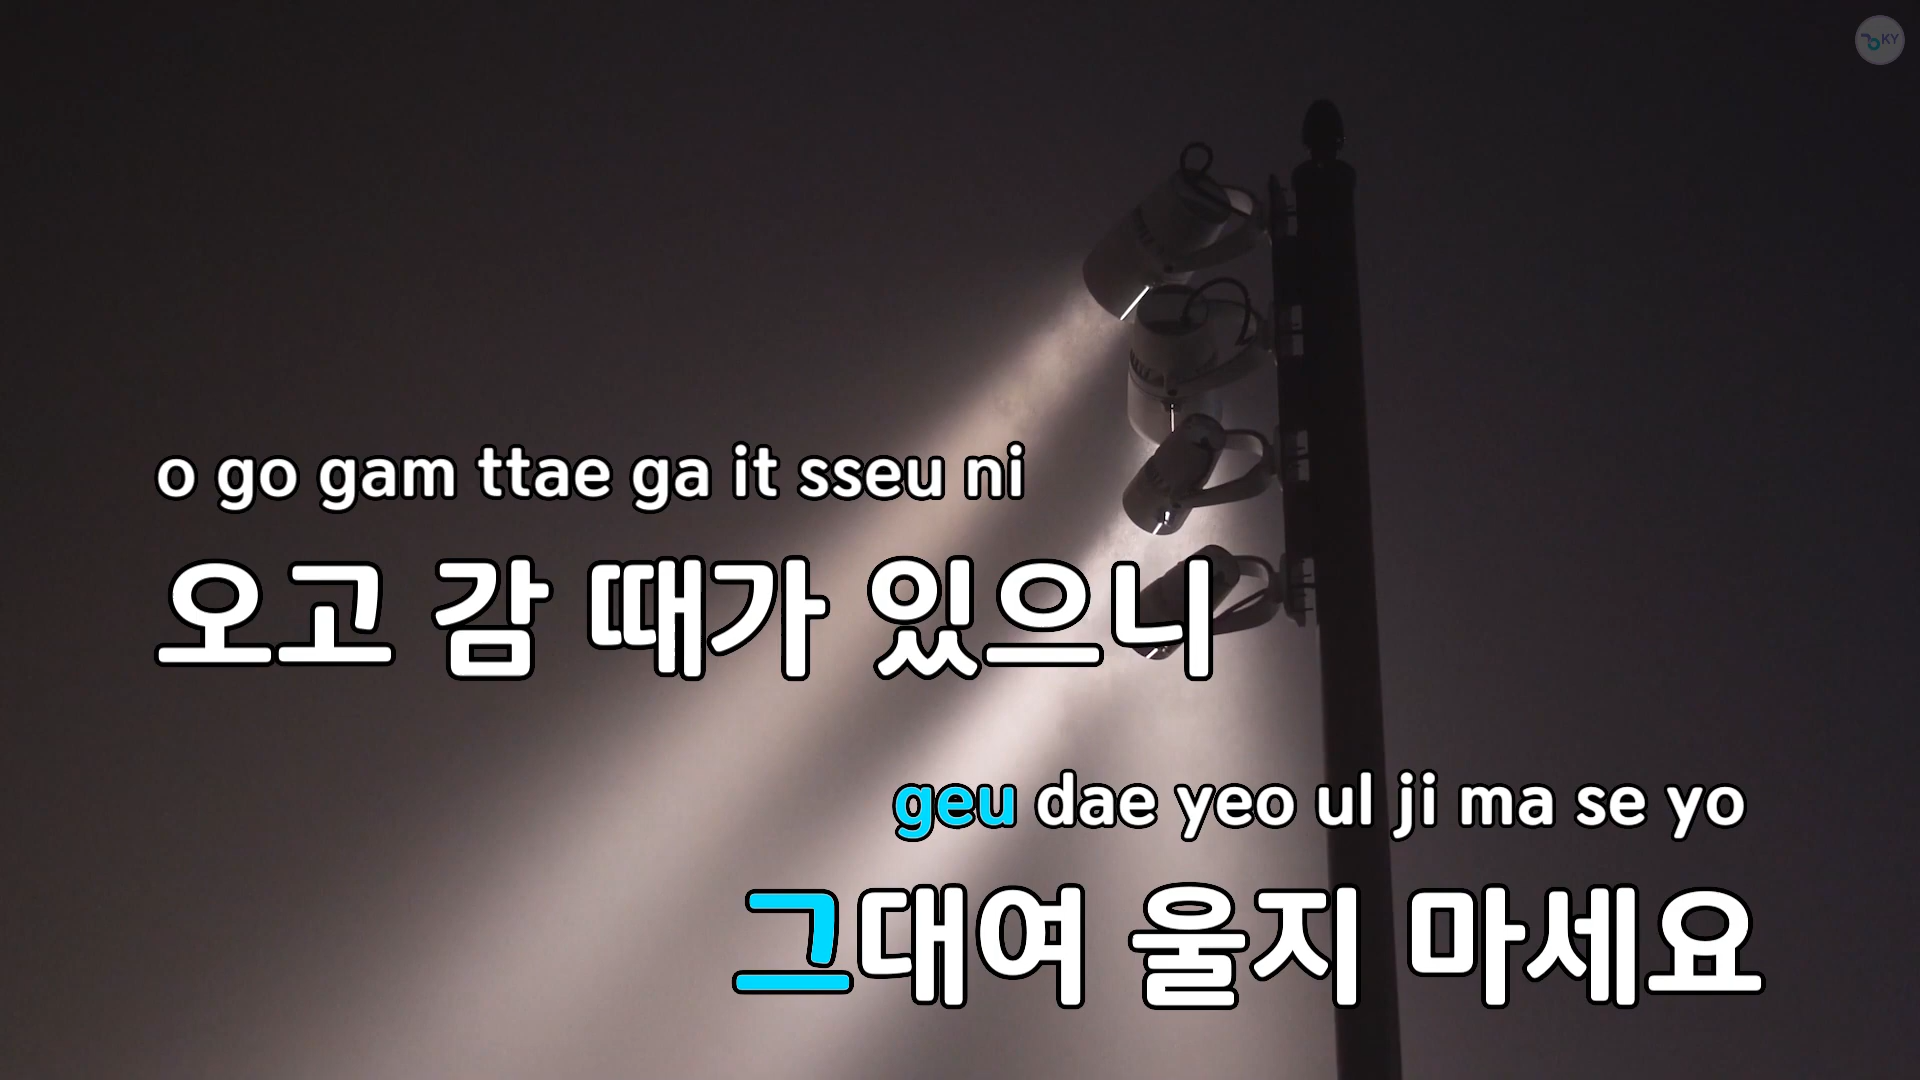 KY
o go gam ttae ga it sseu ni
오고 감 때가 있으니
geu dae yeo ul ji ma se yo
그대여 울지 마세요